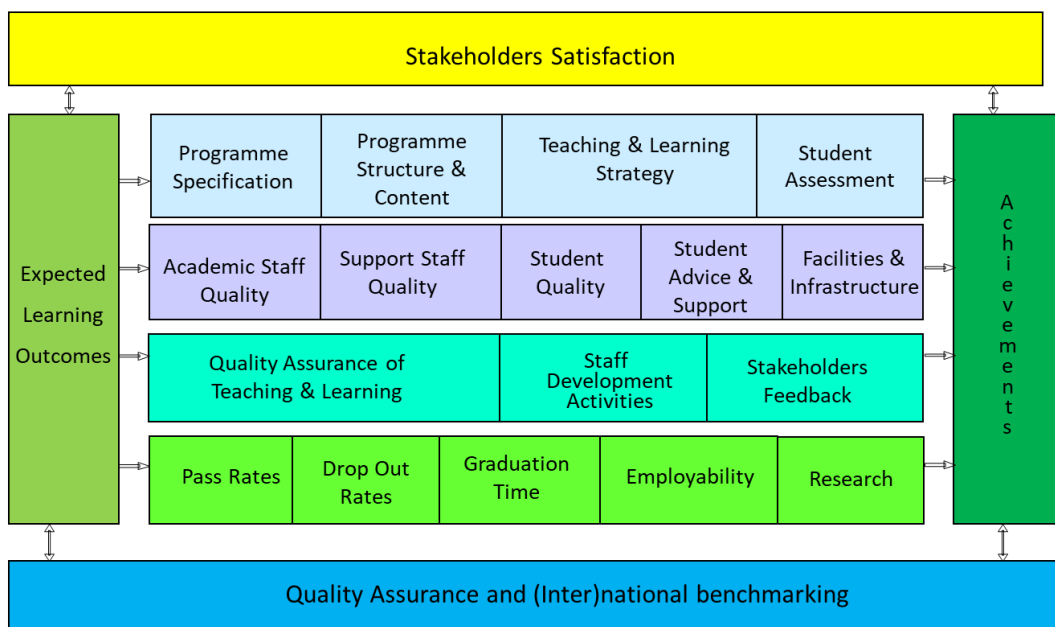 Stakeholders Satisfaction
Expected
Learning
Outcomes
Programme
Specification
Programme
Structure &
Content
Teaching & Learning
Strategy
Student
Assessment
Academic Staff
Quality
Support Staff
Quality
Student
Quality
Student
Advice &
Support
Facilities &
Infrastructure
Quality Assurance of
Teaching & Learning
Staff
Development
Activities
Stakeholders
Feedback
Pass Rates
Drop Out
Rates
Graduation
Time
Employability
Research
Achievements
Quality Assurance and (Inter)national benchmarking